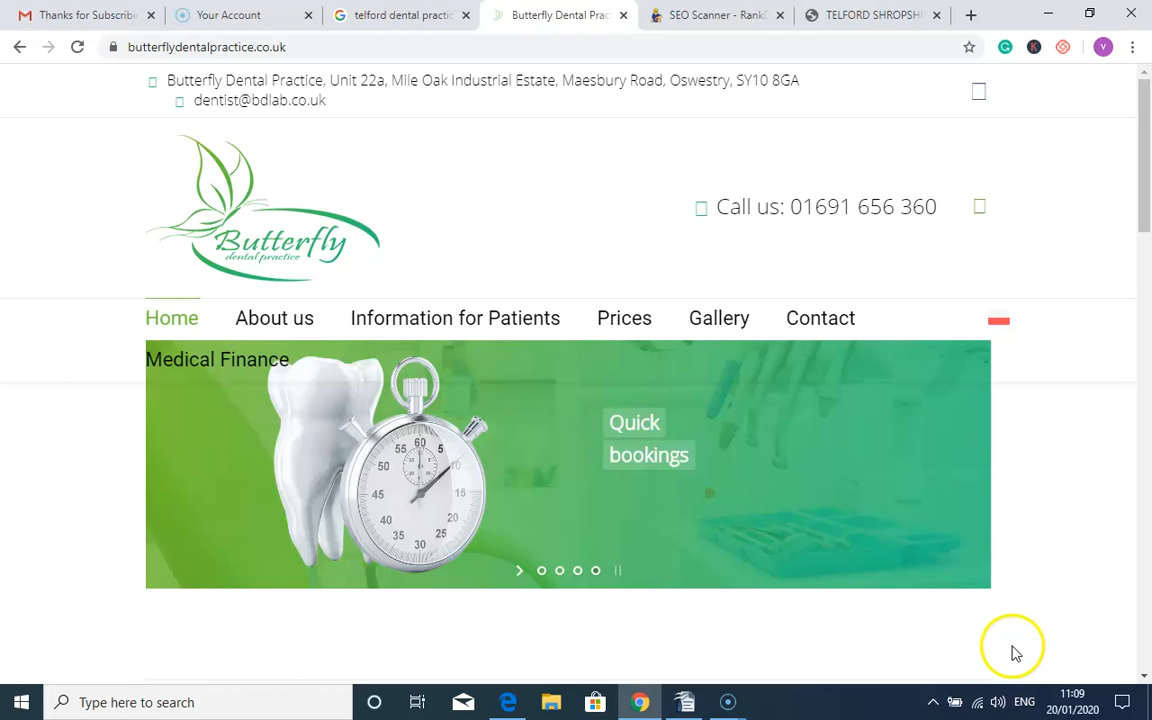 Thanks for Subscribi
Your Account
telford dental practic
Butterfly Dental Prac
SEO Scanner - Rank
TELFORD SHROPSH
butterflydentalpractice.co.uk
V
Butterfly Dental Practice, Unit 22a, Mile Oak Industrial Estate, Maesbury Road, Oswestry, SY10 8GA
dentist@bdlab.co.uk
Butterfly
dental practice
Call us: 01691 656 360
Home
About us
Information for Patients
Prices
Gallery
Contact
Medical Finance
60 5 10 15 20 25 30 35 40 45 50 55
Quick
bookings
Type here to search
ENG
11:09
20/01/2020